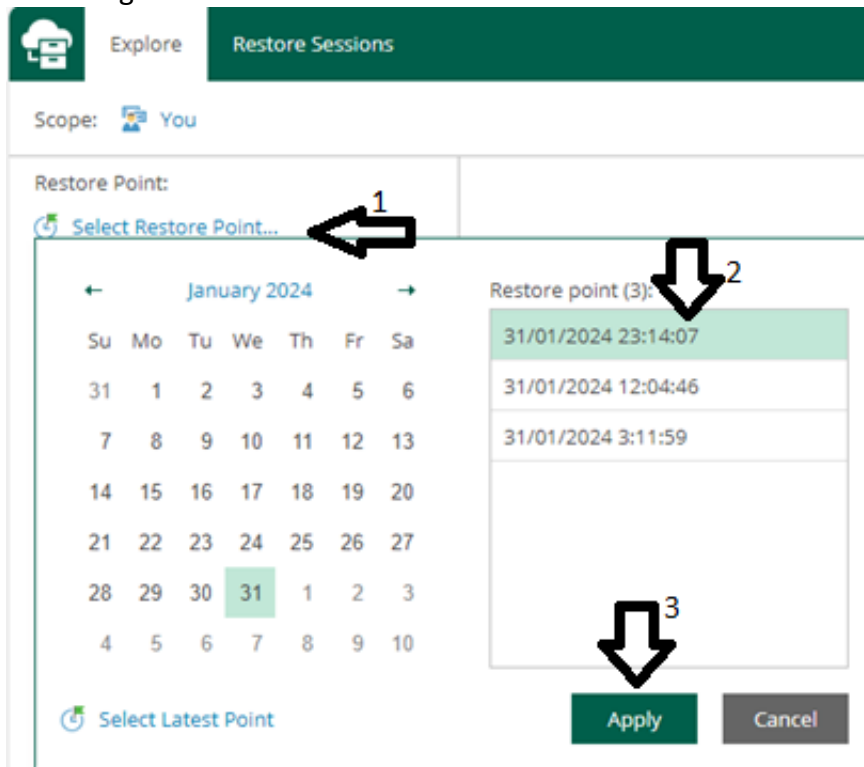 Explore Restore Sessions
Scope: You
Restore Point:
1
Select Restore Point...
2
← January 2024 →
Su Mo Tu We Th Fr Sa
31 1 2 3 4 5 6
7 8 9 10 11 12 13
14 15 16 17 18 19 20
21 22 23 24 25 26 27
28 29 30 31 1 2 3
4 5 6 7 8 9 10
Select Latest Point
Restore point (3):
31/01/2024 23:14:07
31/01/2024 12:04:46
31/01/2024 3:11:59
3
Apply Cancel